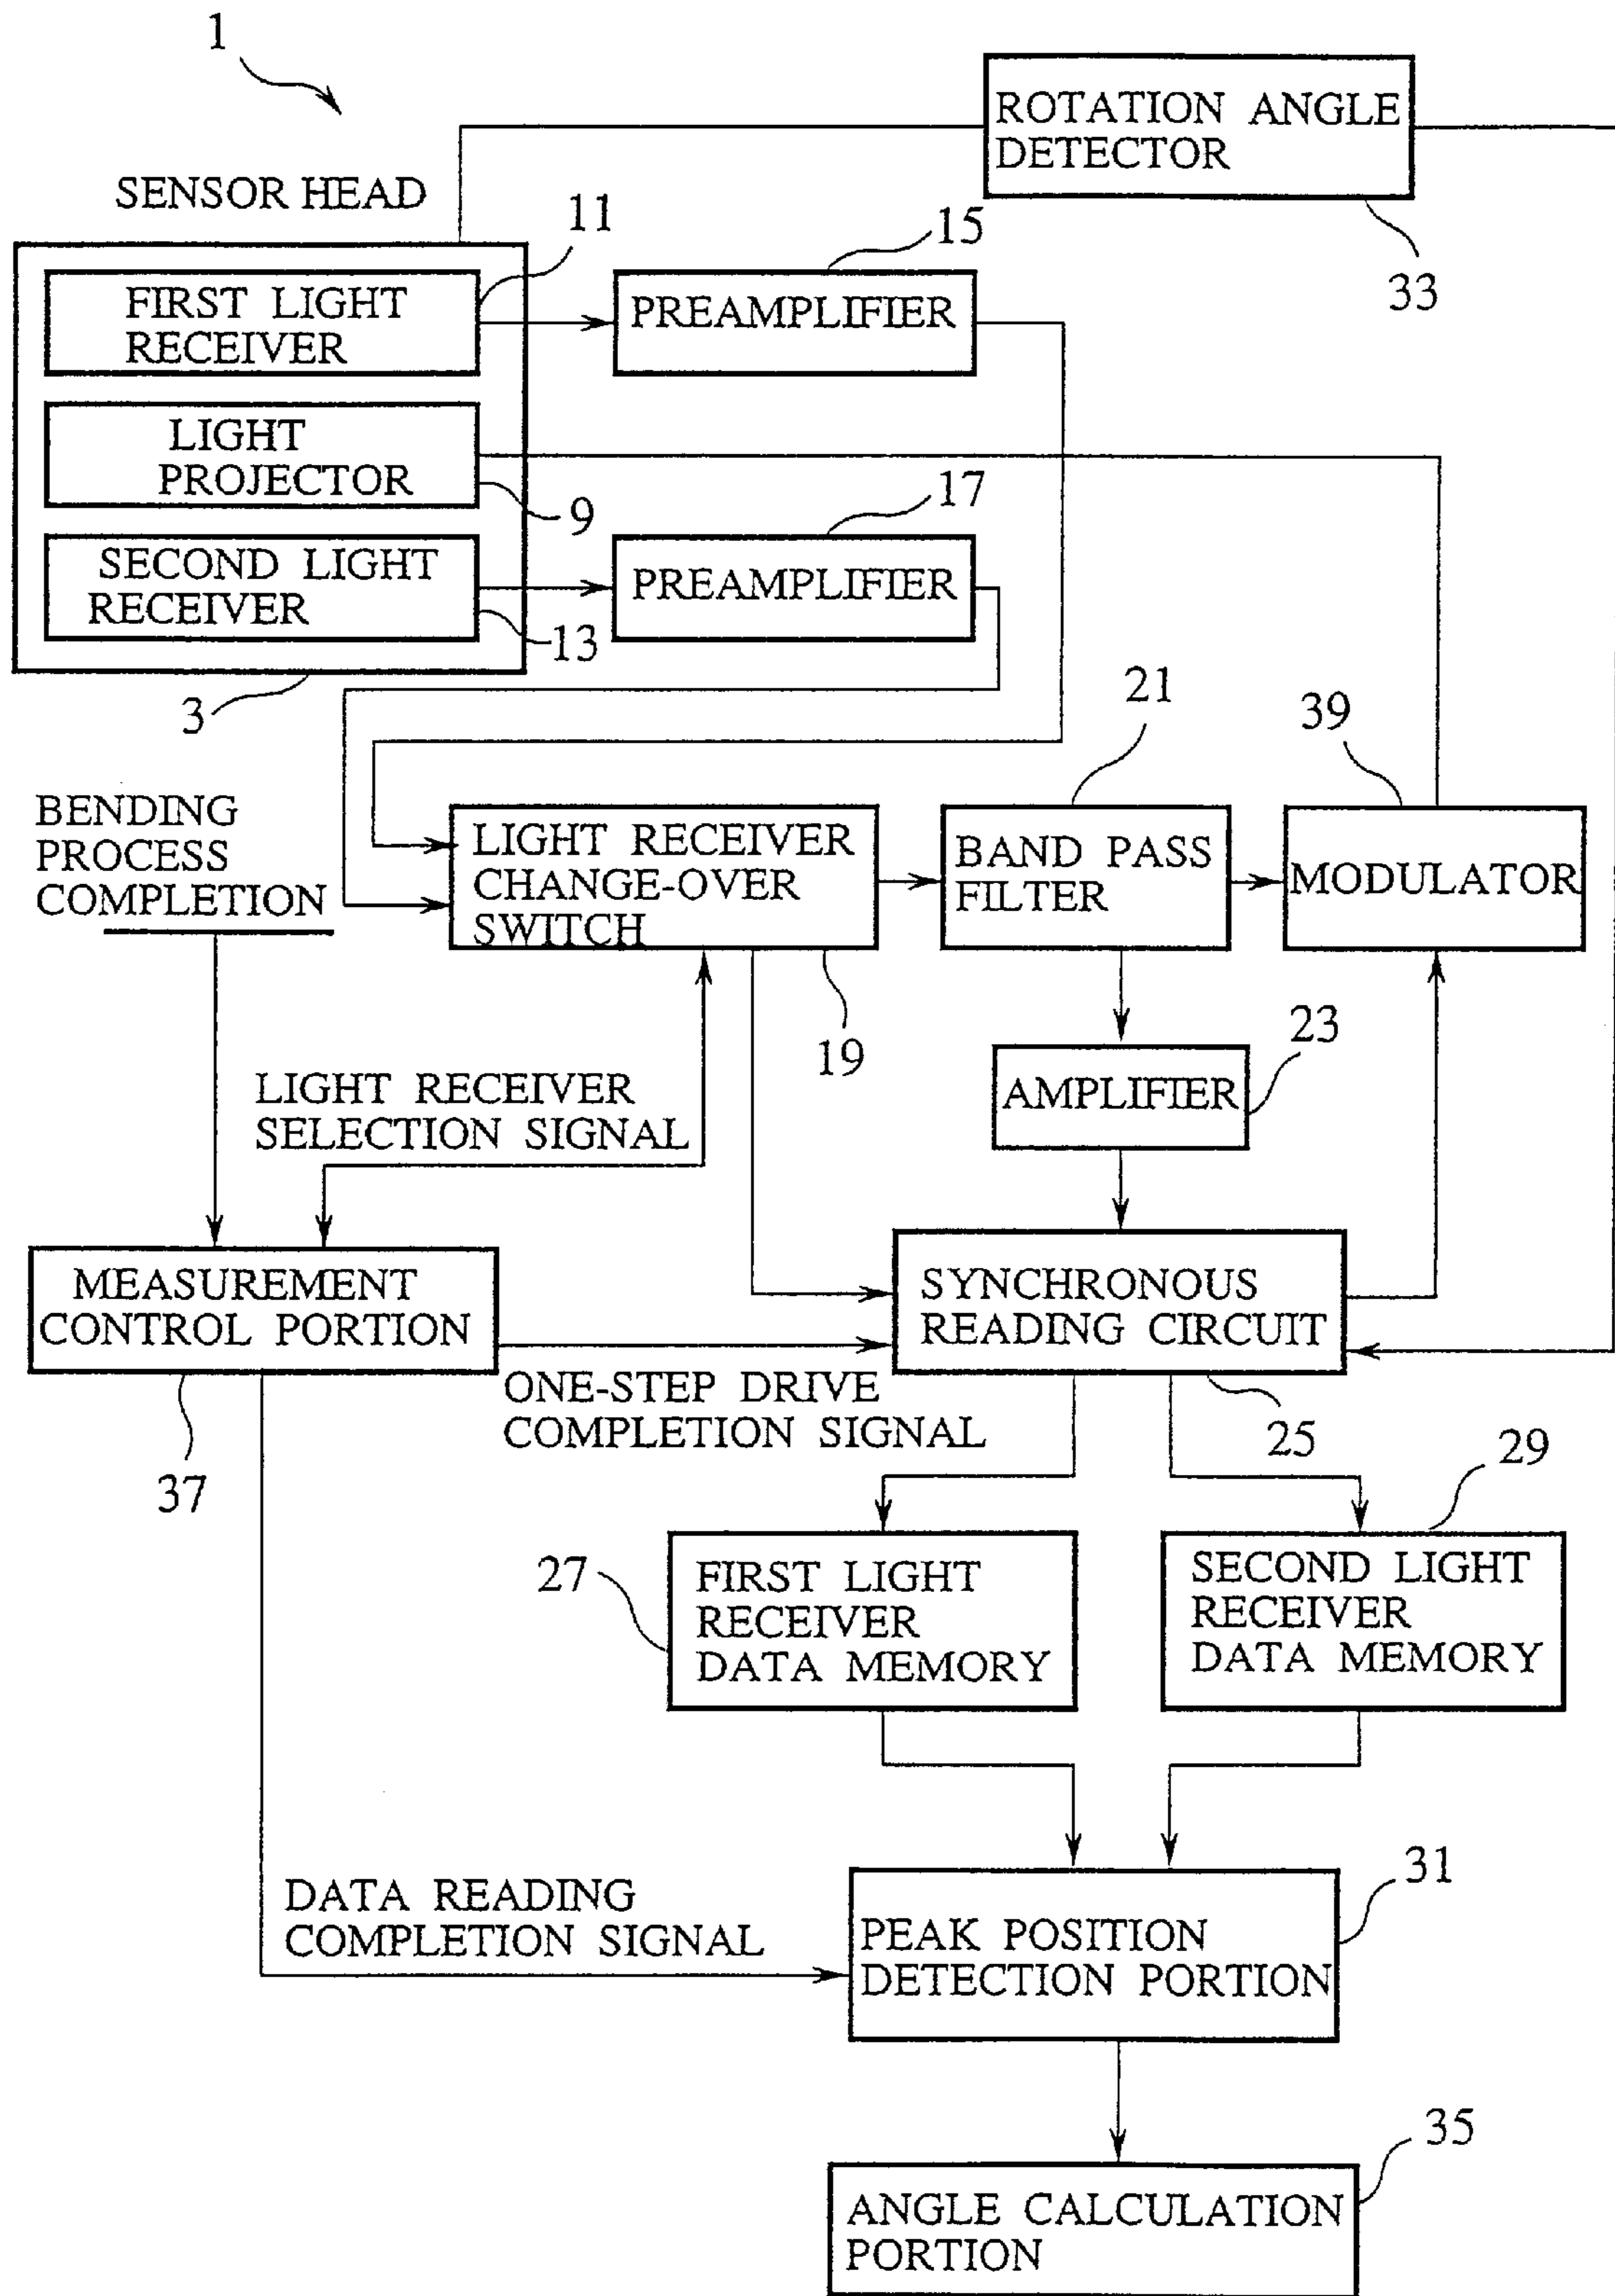 1
ROTATION ANGLE
DETECTOR
33
SENSOR HEAD
11
15
FIRST LIGHT
RECEIVER
PREAMPLIFIER
LIGHT
PROJECTOR
9
17
SECOND LIGHT
RECEIVER
13
PREAMPLIFIER
3
21
39
BENDING
PROCESS
COMPLETION
LIGHT RECEIVER
CHANGE-OVER
SWITCH
BAND PASS
FILTER
MODULATOR
19
23
AMPLIFIER
LIGHT RECEIVER
SELECTION SIGNAL
MEASUREMENT
CONTROL PORTION
SYNCHRONOUS
READING CIRCUIT
37
ONE-STEP DRIVE
COMPLETION SIGNAL
25
29
27
FIRST LIGHT
RECEIVER
DATA MEMORY
SECOND LIGHT
RECEIVER
DATA MEMORY
DATA READING
COMPLETION SIGNAL
31
PEAK POSITION
DETECTION PORTION
35
ANGLE CALCULATION
PORTION